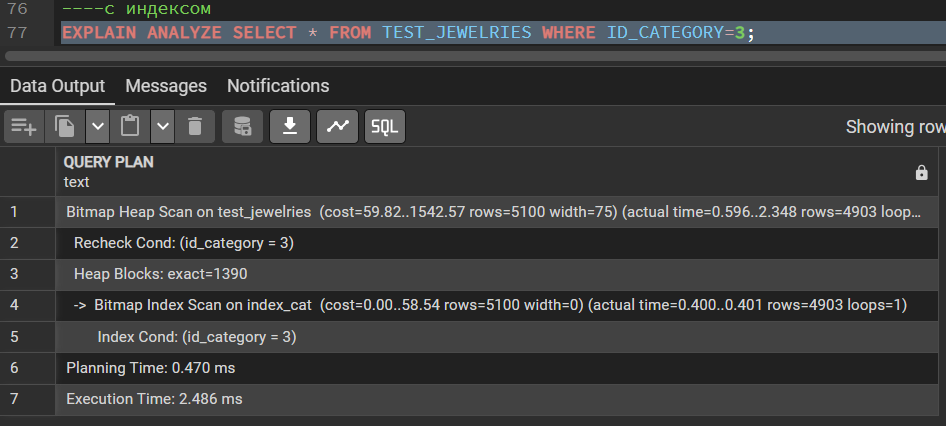 76 ----с индексом
77 EXPLAIN ANALYZE SELECT * FROM TEST_JEWELRIES WHERE ID_CATEGORY=3;
Data Output Messages Notifications
SQL Showing row
QUERY PLAN
text
1 Bitmap Heap Scan on test_jewelries (cost=59.82..1542.57 rows=5100 width=75) (actual time=0.596..2.348 rows=4903 loop...
2 Recheck Cond: (id_category = 3)
3 Heap Blocks: exact=1390
4 -> Bitmap Index Scan on index_cat (cost=0.00..58.54 rows=5100 width=0) (actual time=0.400..0.401 rows=4903 loops=1)
5 Index Cond: (id_category = 3)
6 Planning Time: 0.470 ms
7 Execution Time: 2.486 ms